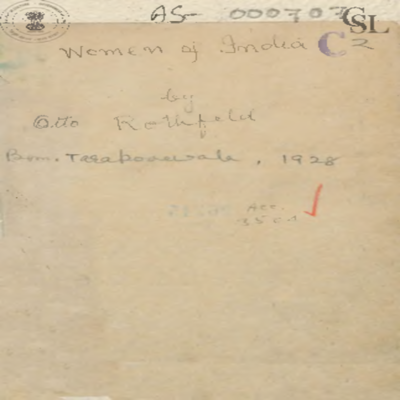 AS- 000707 CSL
Women of India C2
by
Otto Rothfeld
Bom. Taraporewala, 1928
Acc.